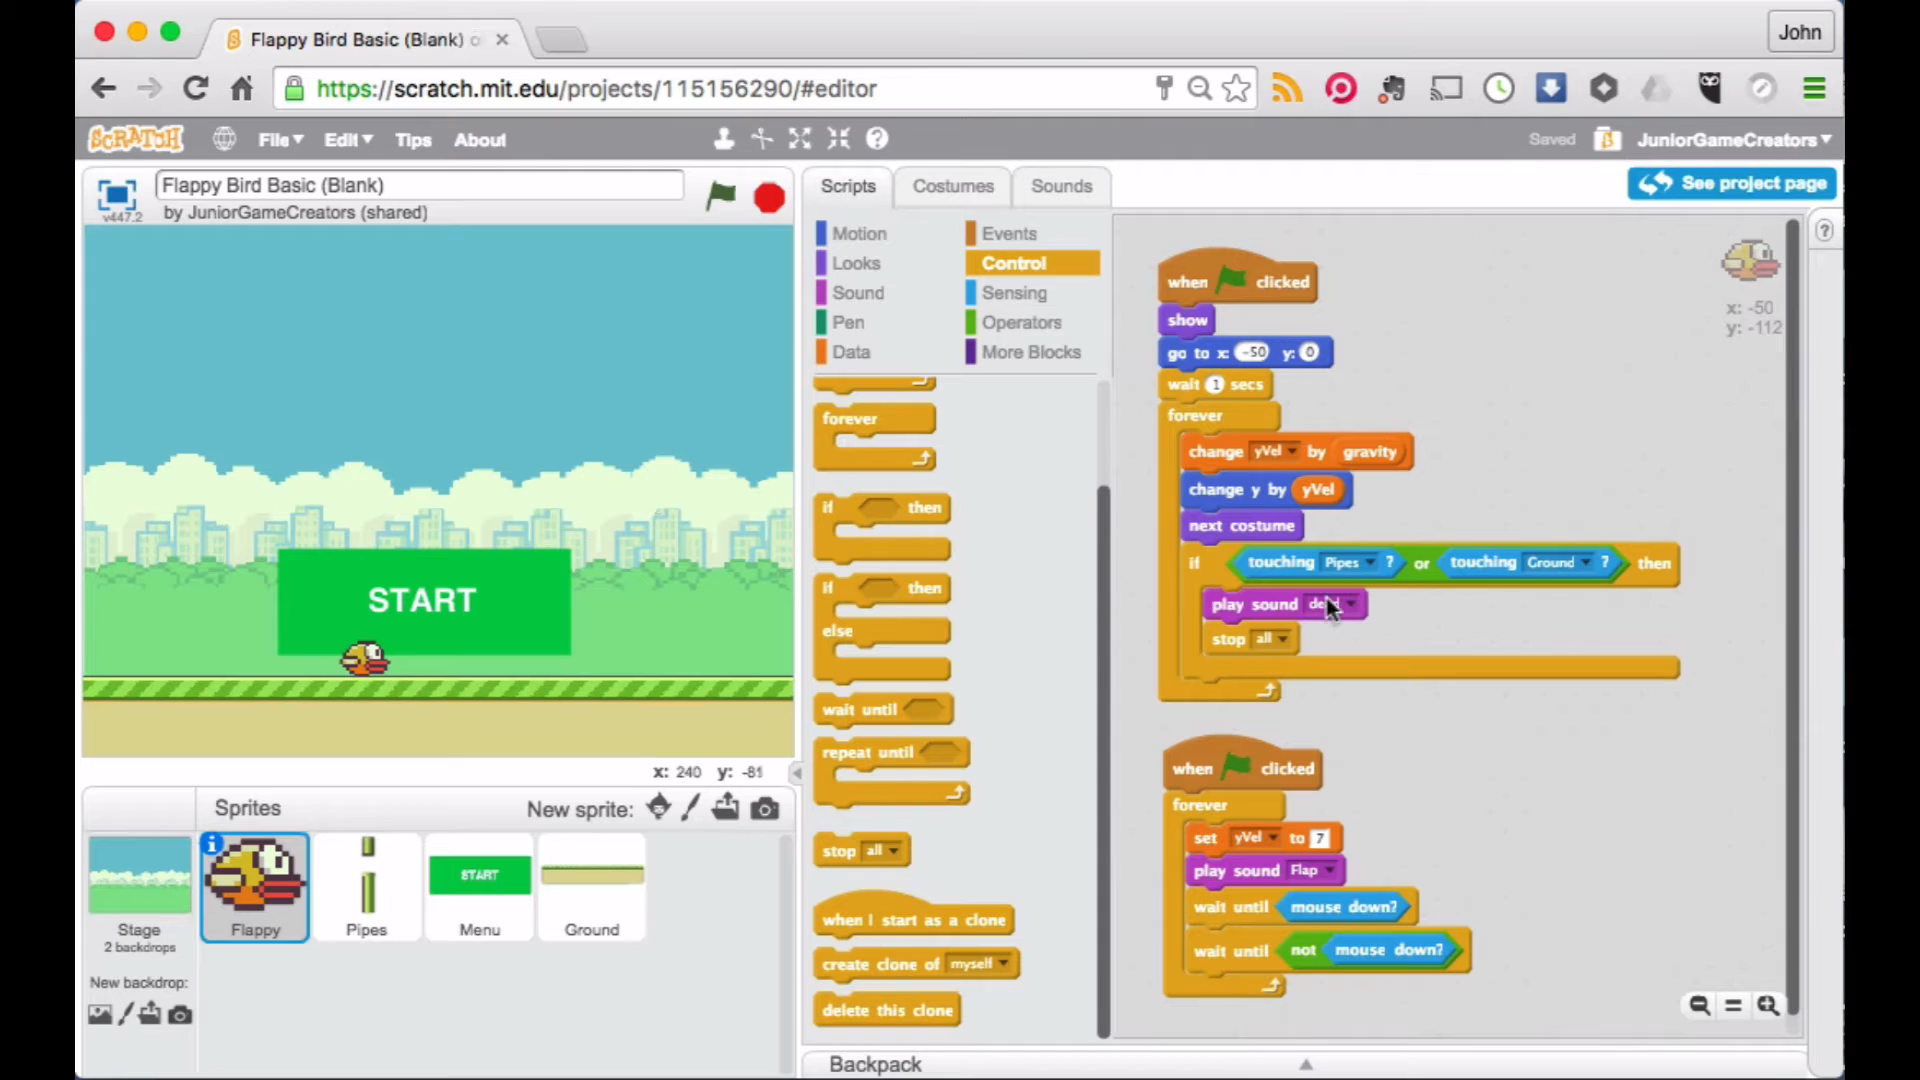 Flappy Bird Basic (Blank)
John
https://scratch.mit.edu/projects/115156290/#editor
SCRATCH
File
Edit
Tips
About
Saved
JuniorGameCreators
v447.2
Flappy Bird Basic (Blank)
by JuniorGameCreators (shared)
Scripts
Costumes
Sounds
See project page
START
x: 240 y: -81
Sprites
New sprite:
Stage
2 backdrops
New backdrop:
START
Flappy
Pipes
Menu
Ground
Motion
Events
Looks
Control
Sound
Sensing
Pen
Operators
Data
More Blocks
forever
if then
if then
else
wait until
repeat until
stop all
when I start as a clone
create clone of myself
delete this clone
when clicked
show
go to x: -50 y: 0
wait 1 secs
forever
change yVel by gravity
change y by yVel
next costume
if touching Pipes ? or touching Ground ? then
play sound
stop all
when clicked
forever
set yVel to 7
play sound Flap
wait until mouse down?
wait until not mouse down?
x: -50
y: -112
?
Backpack